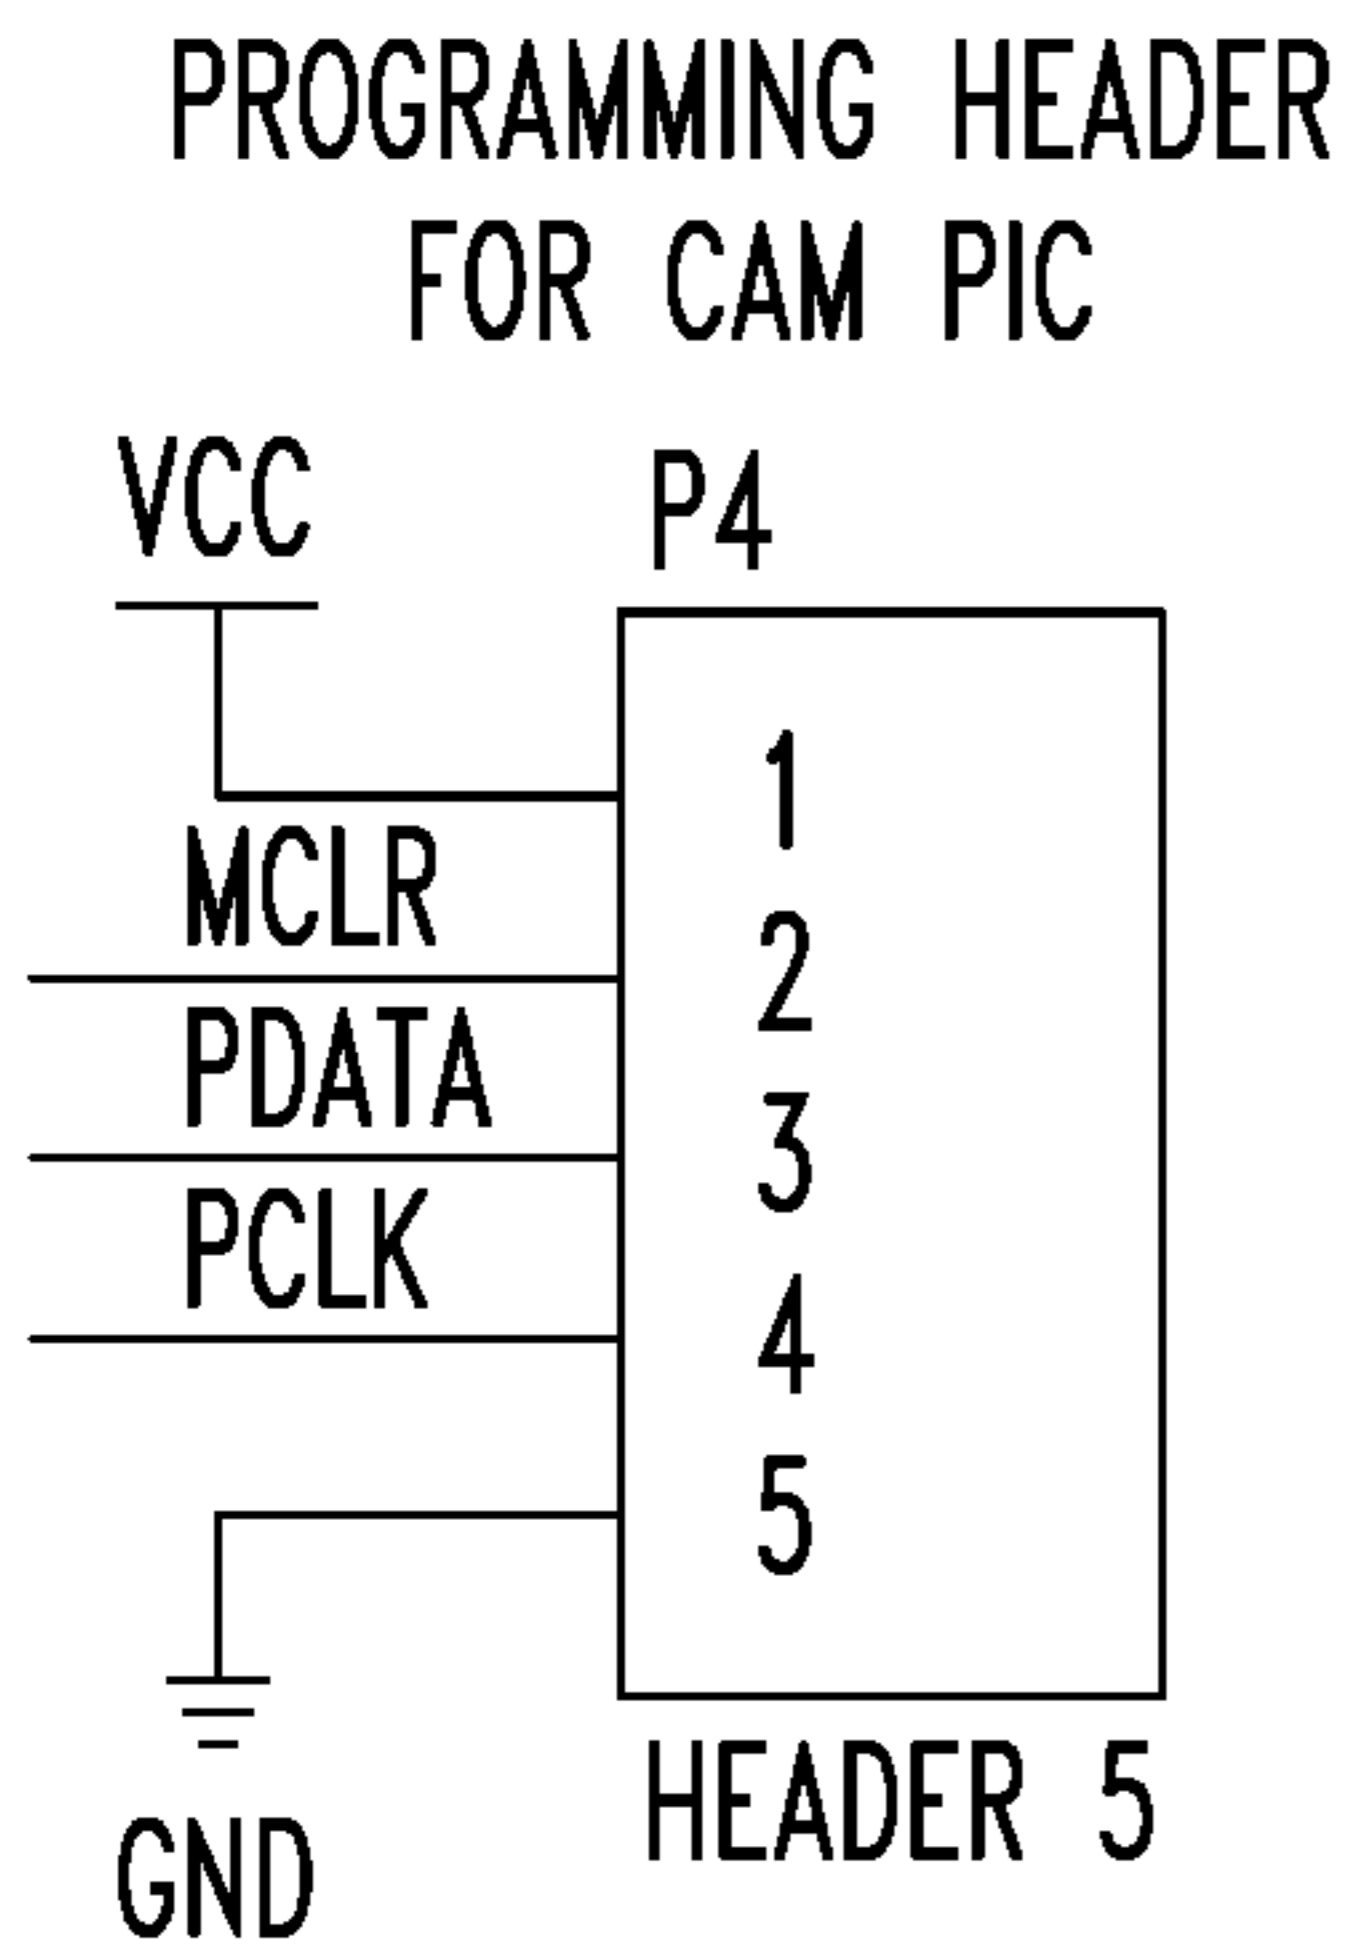 PROGRAMMING HEADER
FOR CAM PIC
VCC
P4
1
MCLR
2
PDATA
3
PCLK
4
5
HEADER 5
GND